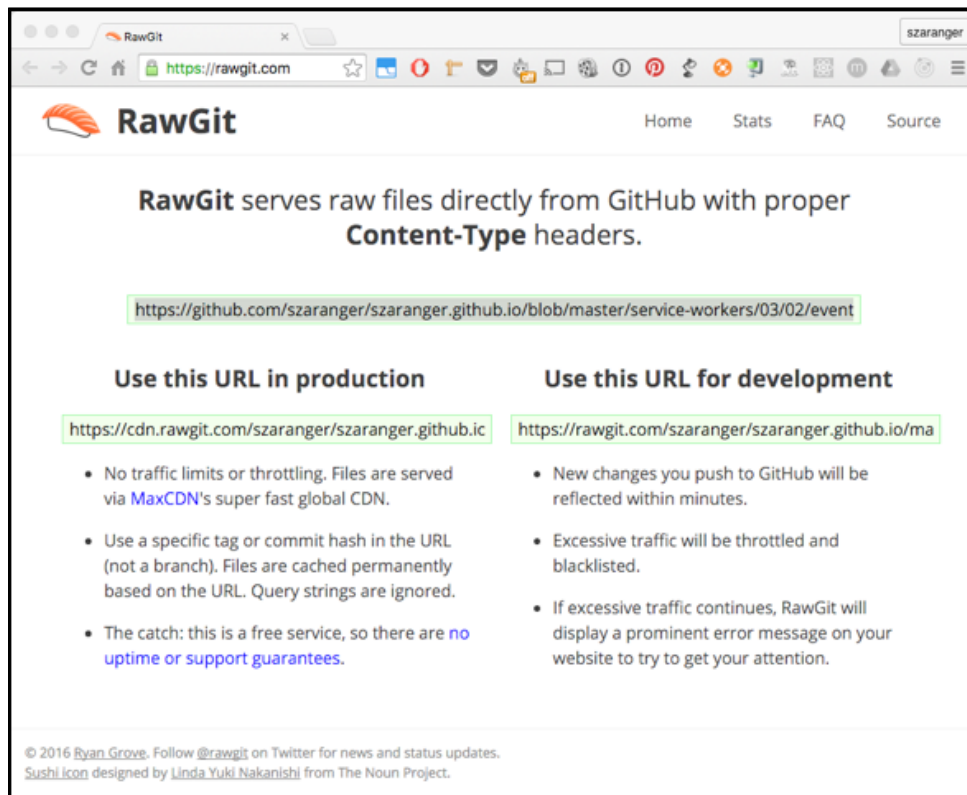 RawGit
szaranger
https://rawgit.com
RawGit
Home Stats FAQ Source
RawGit serves raw files directly from GitHub with proper
Content-Type headers.
https://github.com/szaranger/szaranger.github.io/blob/master/service-workers/03/02/event
Use this URL in production
https://cdn.rawgit.com/szaranger/szaranger.github.ic
• No traffic limits or throttling. Files are served
via MaxCDN's super fast global CDN.
• Use a specific tag or commit hash in the URL
(not a branch). Files are cached permanently
based on the URL. Query strings are ignored.
• The catch: this is a free service, so there are no
uptime or support guarantees.
Use this URL for development
https://rawgit.com/szaranger/szaranger.github.io/ma
• New changes you push to GitHub will be
reflected within minutes.
• Excessive traffic will be throttled and
blacklisted.
• If excessive traffic continues, RawGit will
display a prominent error message on your
website to try to get your attention.
© 2016 Ryan Grove. Follow @rawgit on Twitter for news and status updates.
Sushi icon designed by Linda Yuki Nakanishi from The Noun Project.